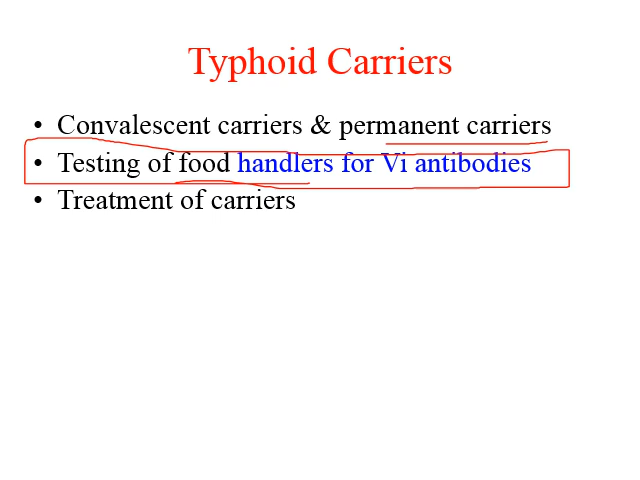 Typhoid Carriers
• Convalescent carriers & permanent carriers
• Testing of food handlers for Vi antibodies
• Treatment of carriers